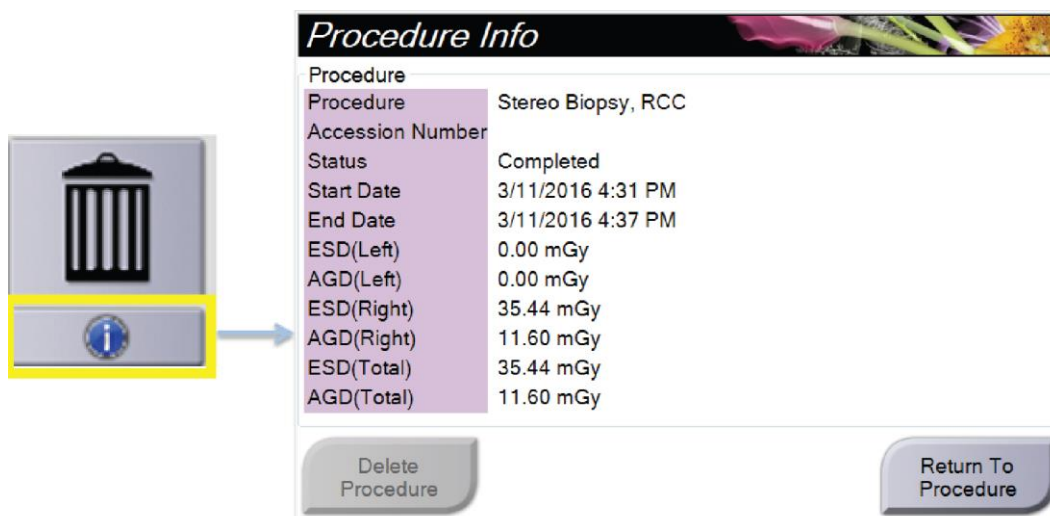 Procedure Info
Procedure
Procedure Stereo Biopsy, RCC
Accession Number
Status Completed
Start Date 3/11/2016 4:31 PM
End Date 3/11/2016 4:37 PM
ESD(Left) 0.00 mGy
AGD(Left) 0.00 mGy
ESD(Right) 35.44 mGy
AGD(Right) 11.60 mGy
ESD(Total) 35.44 mGy
AGD(Total) 11.60 mGy
Delete
Procedure
Return To
Procedure